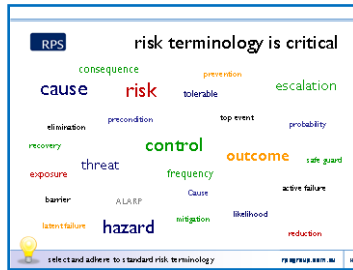 RPS
risk terminology is critical
consequence
prevention
cause
risk
tolerable
escalation
elimination
precondition
top event
probability
recovery
control
outcome
safe guard
threat
exposure
frequency
barrier
ALARP
Cause
active failure
latent failure
hazard
mitigation
likelihood
reduction
select and adhere to standard risk terminology
rpsgroup.com.au